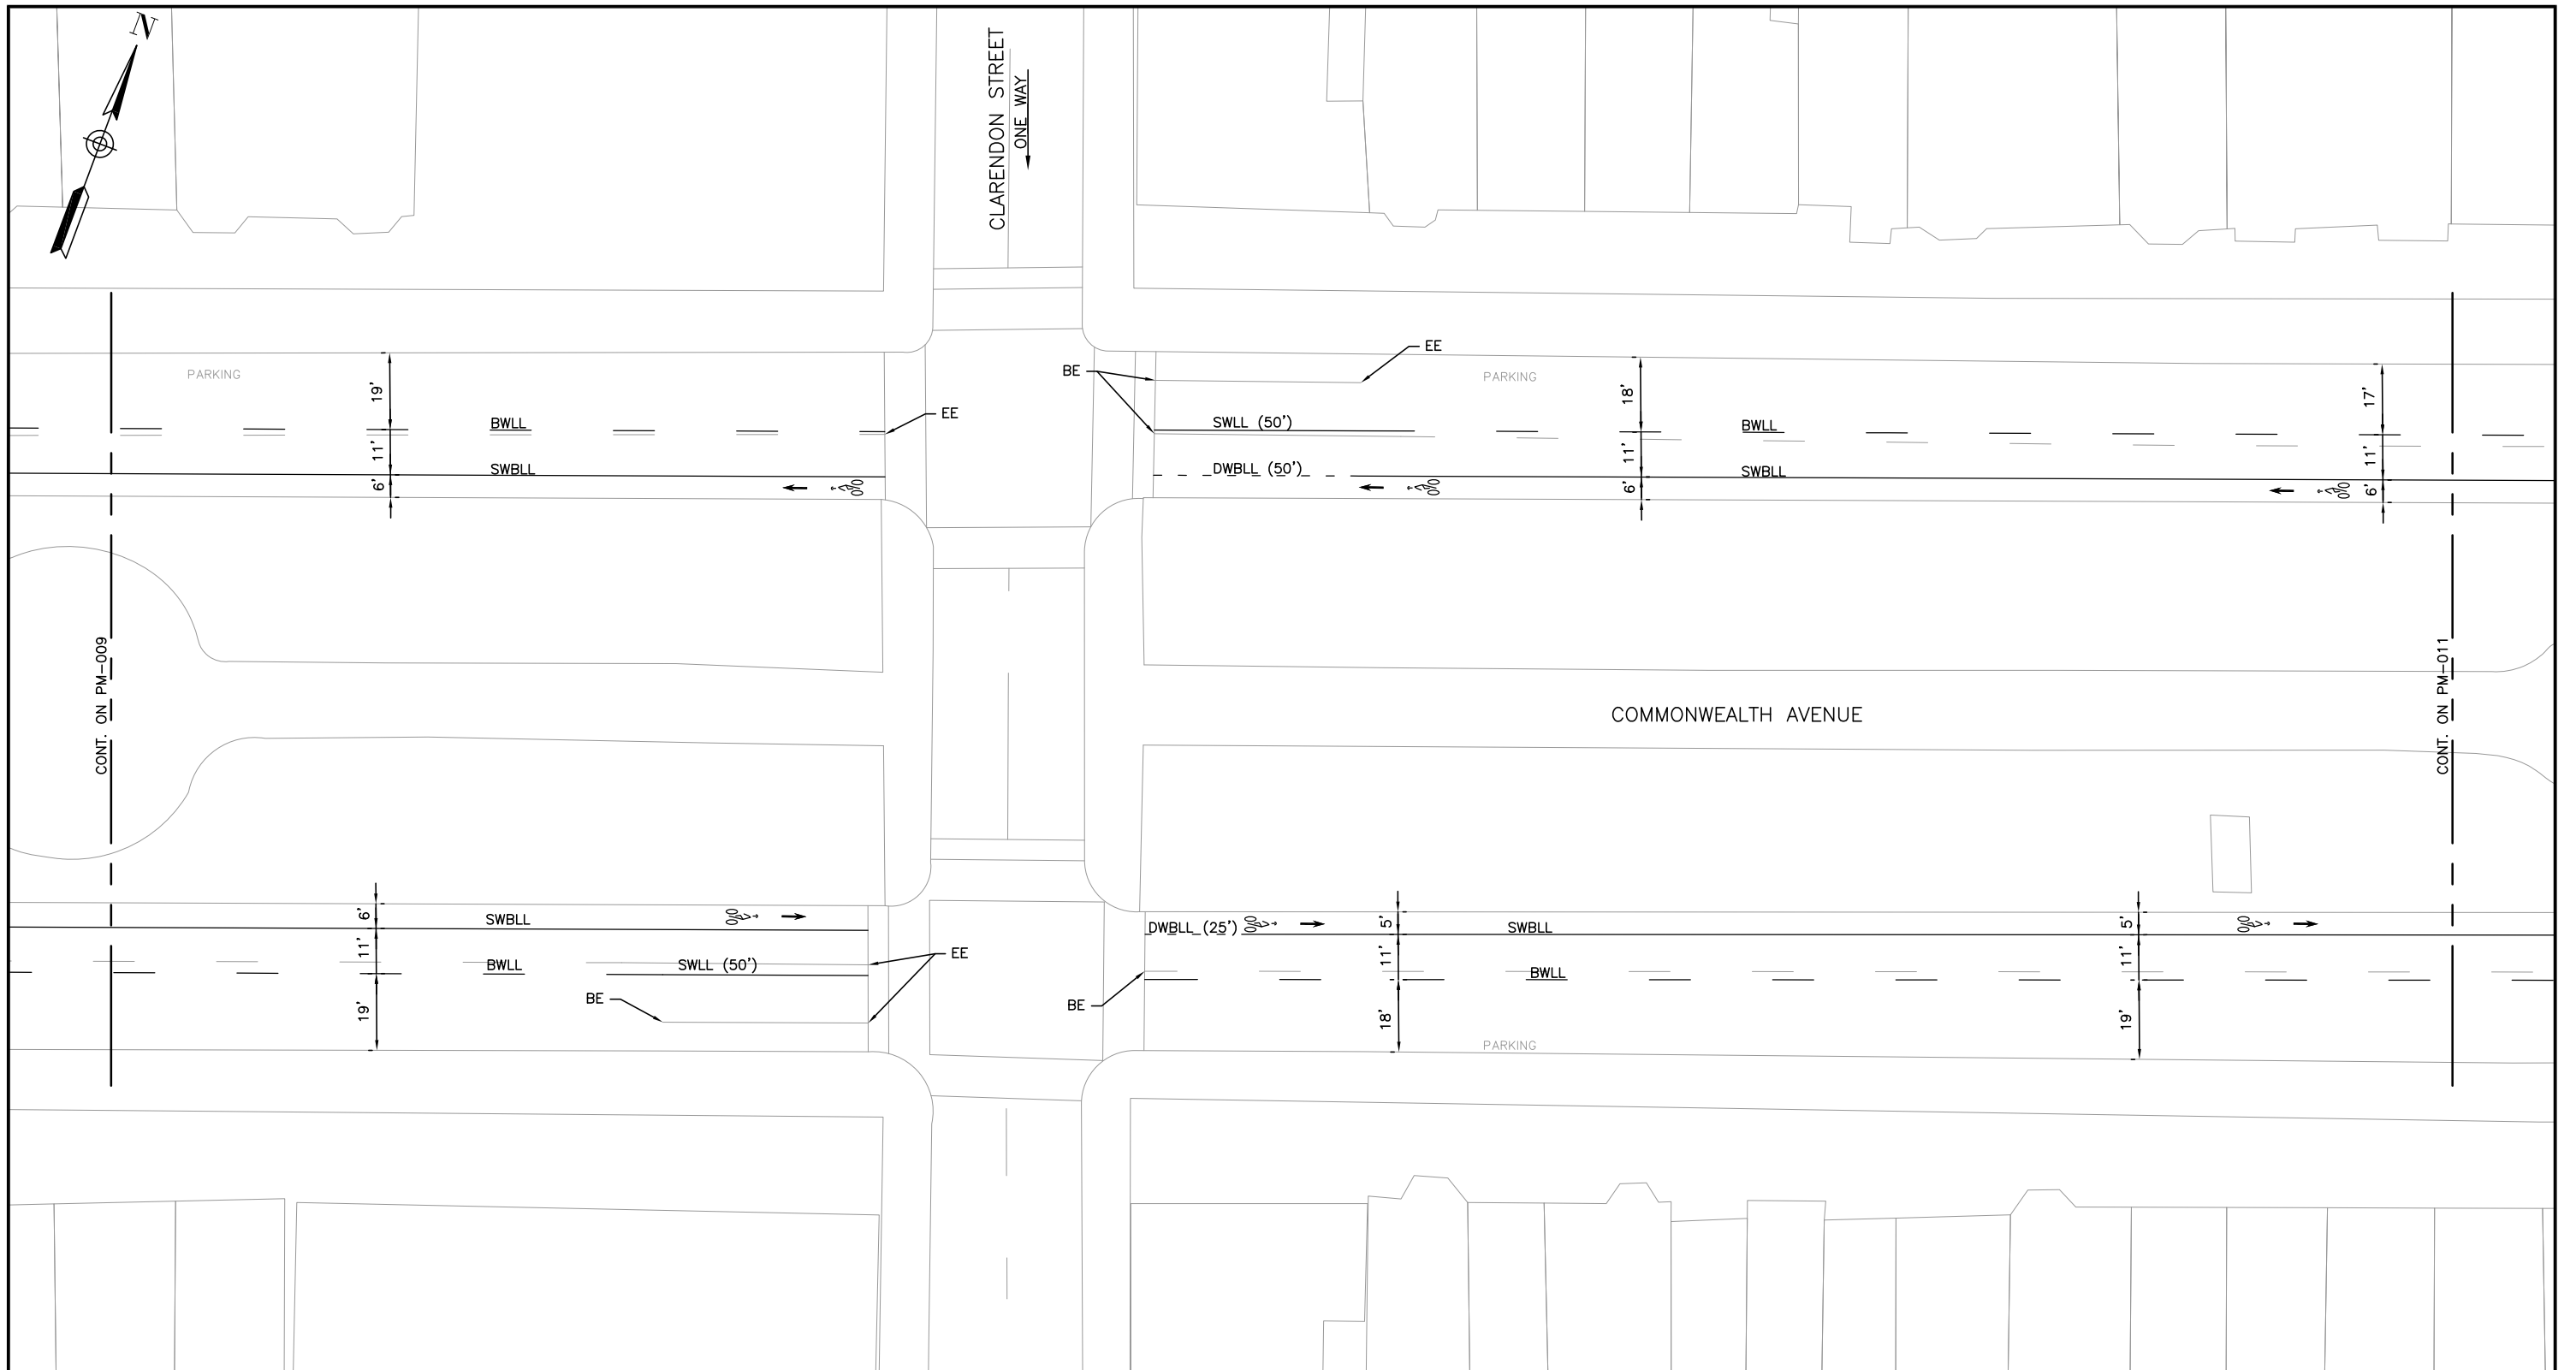 N
CLARENDON STREET
ONE WAY
EE
BE
PARKING
PARKING
19'
18'
17'
EE
BWLL
SWLL (50')
BWLL
11'
11'
11'
SWBLL
DWBLL (50')
SWBLL
6'
6'
6'
CONT. ON PM-009
CONT. ON PM-011
COMMONWEALTH AVENUE
6'
SWBLL
DWBLL (25')
5'
SWBLL
5'
11'
EE
11'
11'
BWLL
SWLL (50')
BWLL
BE
BE
19'
18'
19'
PARKING